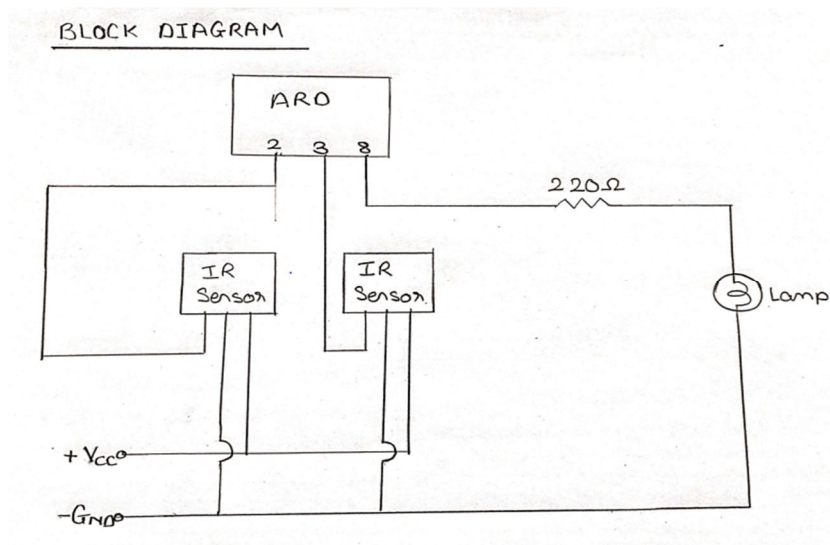 BLOCK DIAGRAM
ARD
2 3 8
220Ω
IR
Sensor
IR
Sensor.
Lamp
+ Vcc
-GND